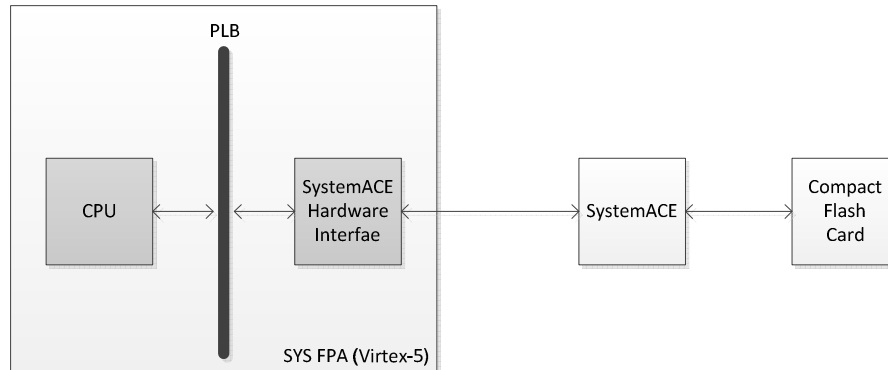 PLB
CPU
SystemACE
Hardware
Interfae
SystemACE
Compact
Flash
Card
SYS FPA (Virtex-5)